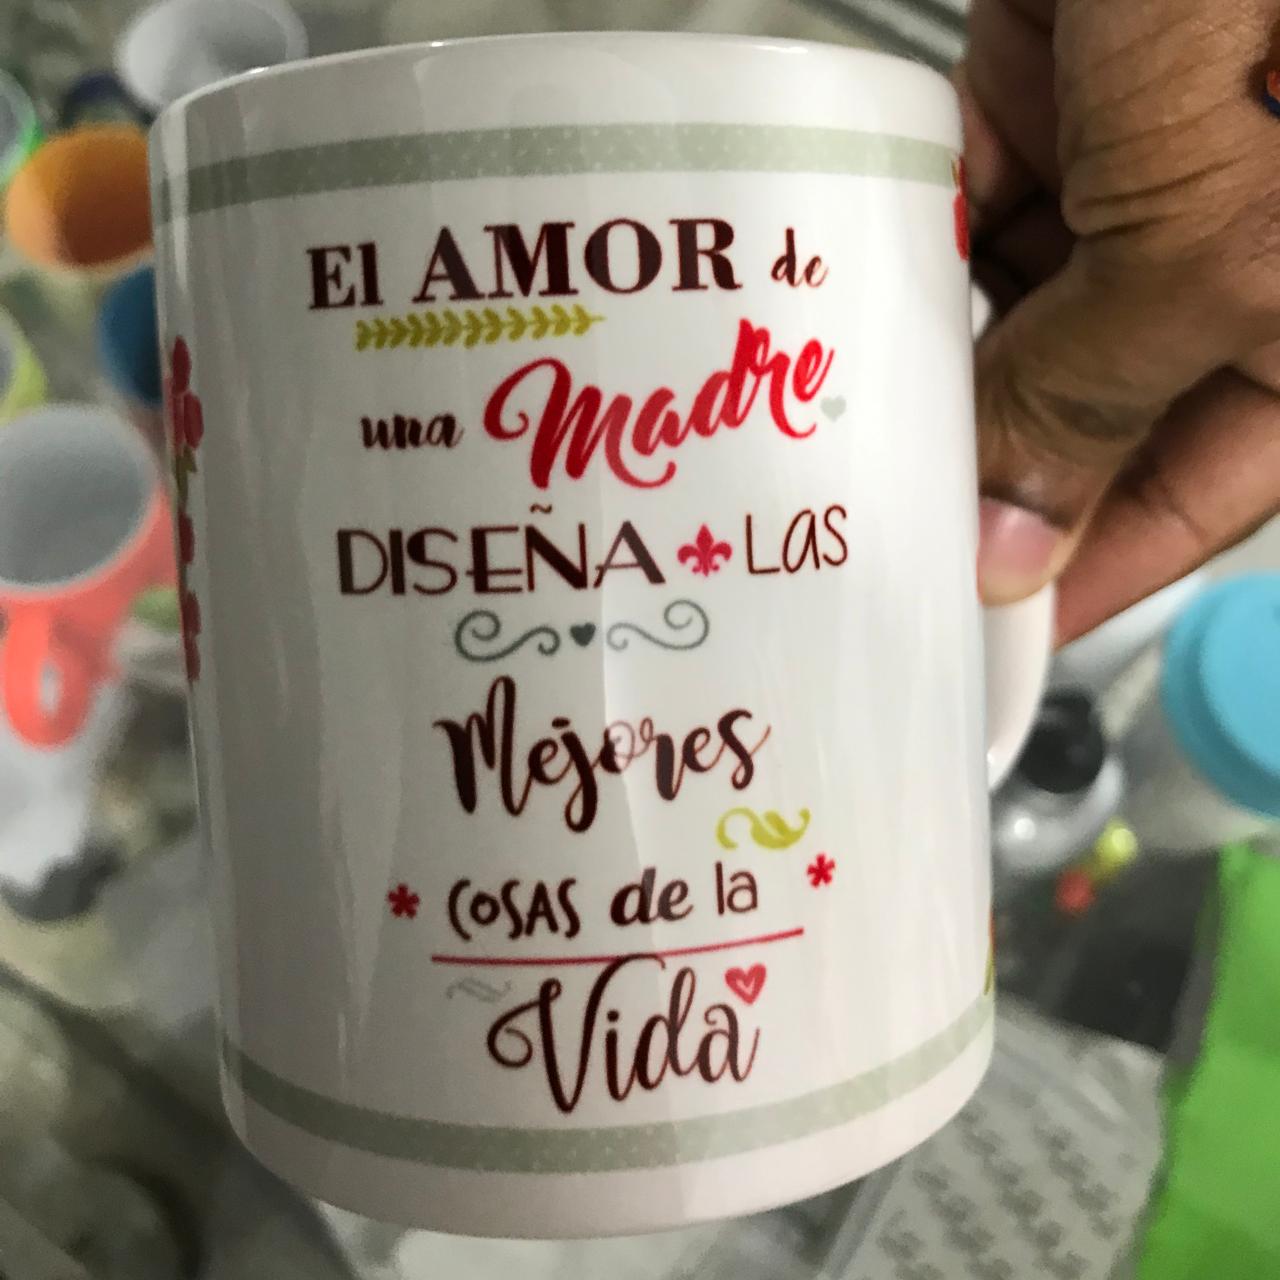 El AMOR de
una Madre
DISEÑA LAS
Mejores
* COSAS de la *
Vida